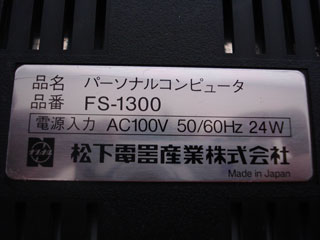 品名 パーソナルコンピュータ
品番 FS-1300
電源入力 AC100V 50/60Hz 24W
松下電器産業株式会社
Made in Japan